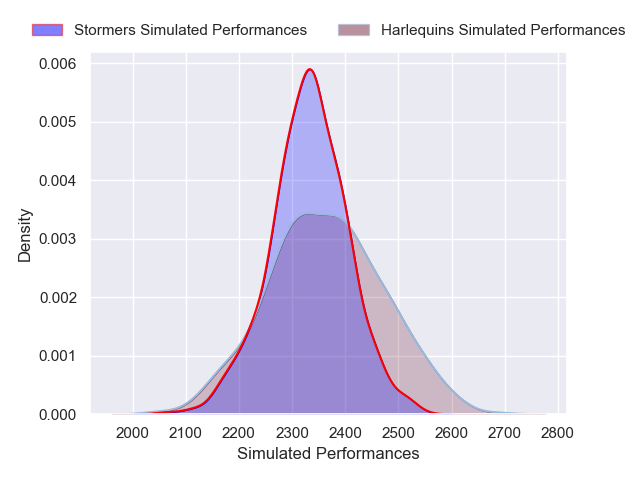 Stormers Simulated Performances Harlequins Simulated Performances
0.006
0.005
0.004
0.003
0.002
0.001
0.000
Density
2000 2100 2200 2300 2400 2500 2600 2700 2800
Simulated Performances